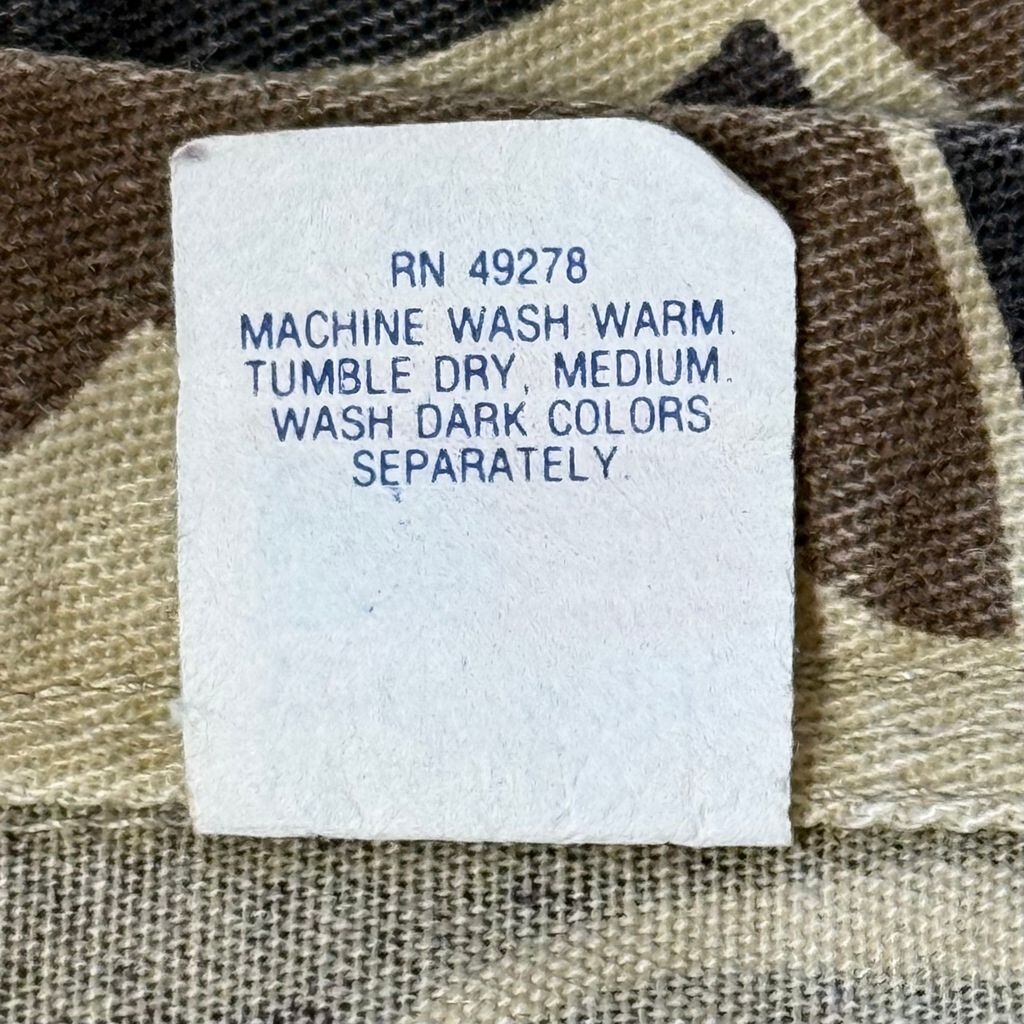 RN 49278
MACHINE WASH WARM.
TUMBLE DRY, MEDIUM.
WASH DARK COLORS
SEPARATELY.